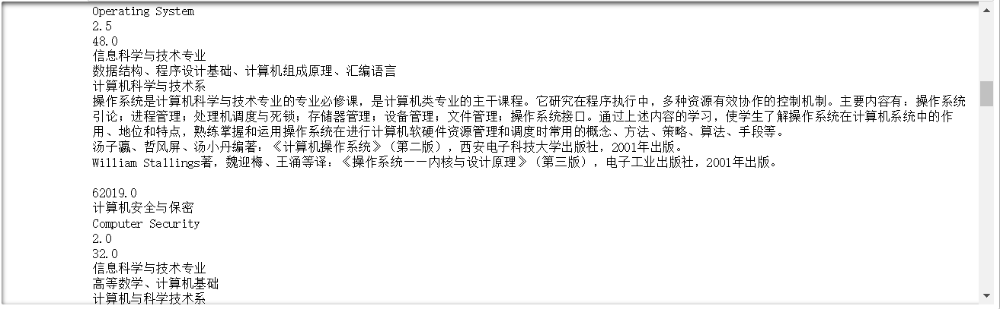 Operating System
2.5
48.0
信息科学与技术专业
数据结构、程序设计基础、计算机组成原理、汇编语言
计算机科学与技术系
操作系统是计算机科学与技术专业的专业必修课，是计算机类专业的主干课程。它研究在程序执行中，多种资源有效协作的控制机制。主要内容有：操作系统
引论；进程管理；处理机调度与死锁；存储器管理；设备管理；文件管理；操作系统接口。通过上述内容的学习，使学生了解操作系统在计算机系统中的作
用、地位和特点，熟练掌握和运用操作系统在进行计算机软硬件资源管理和调度时常用的概念、方法、策略、算法、手段等。
汤子瀛、哲风屏、汤小丹编著：《计算机操作系统》（第二版），西安电子科技大学出版社，2001年出版。
William Stallings著，魏迎梅、王涌等译：《操作系统——内核与设计原理》（第三版），电子工业出版社，2001年出版。
62019.0
计算机安全与保密
Computer Security
2.0
32.0
信息科学与技术专业
高等数学、计算机基础
计算机与科学技术系